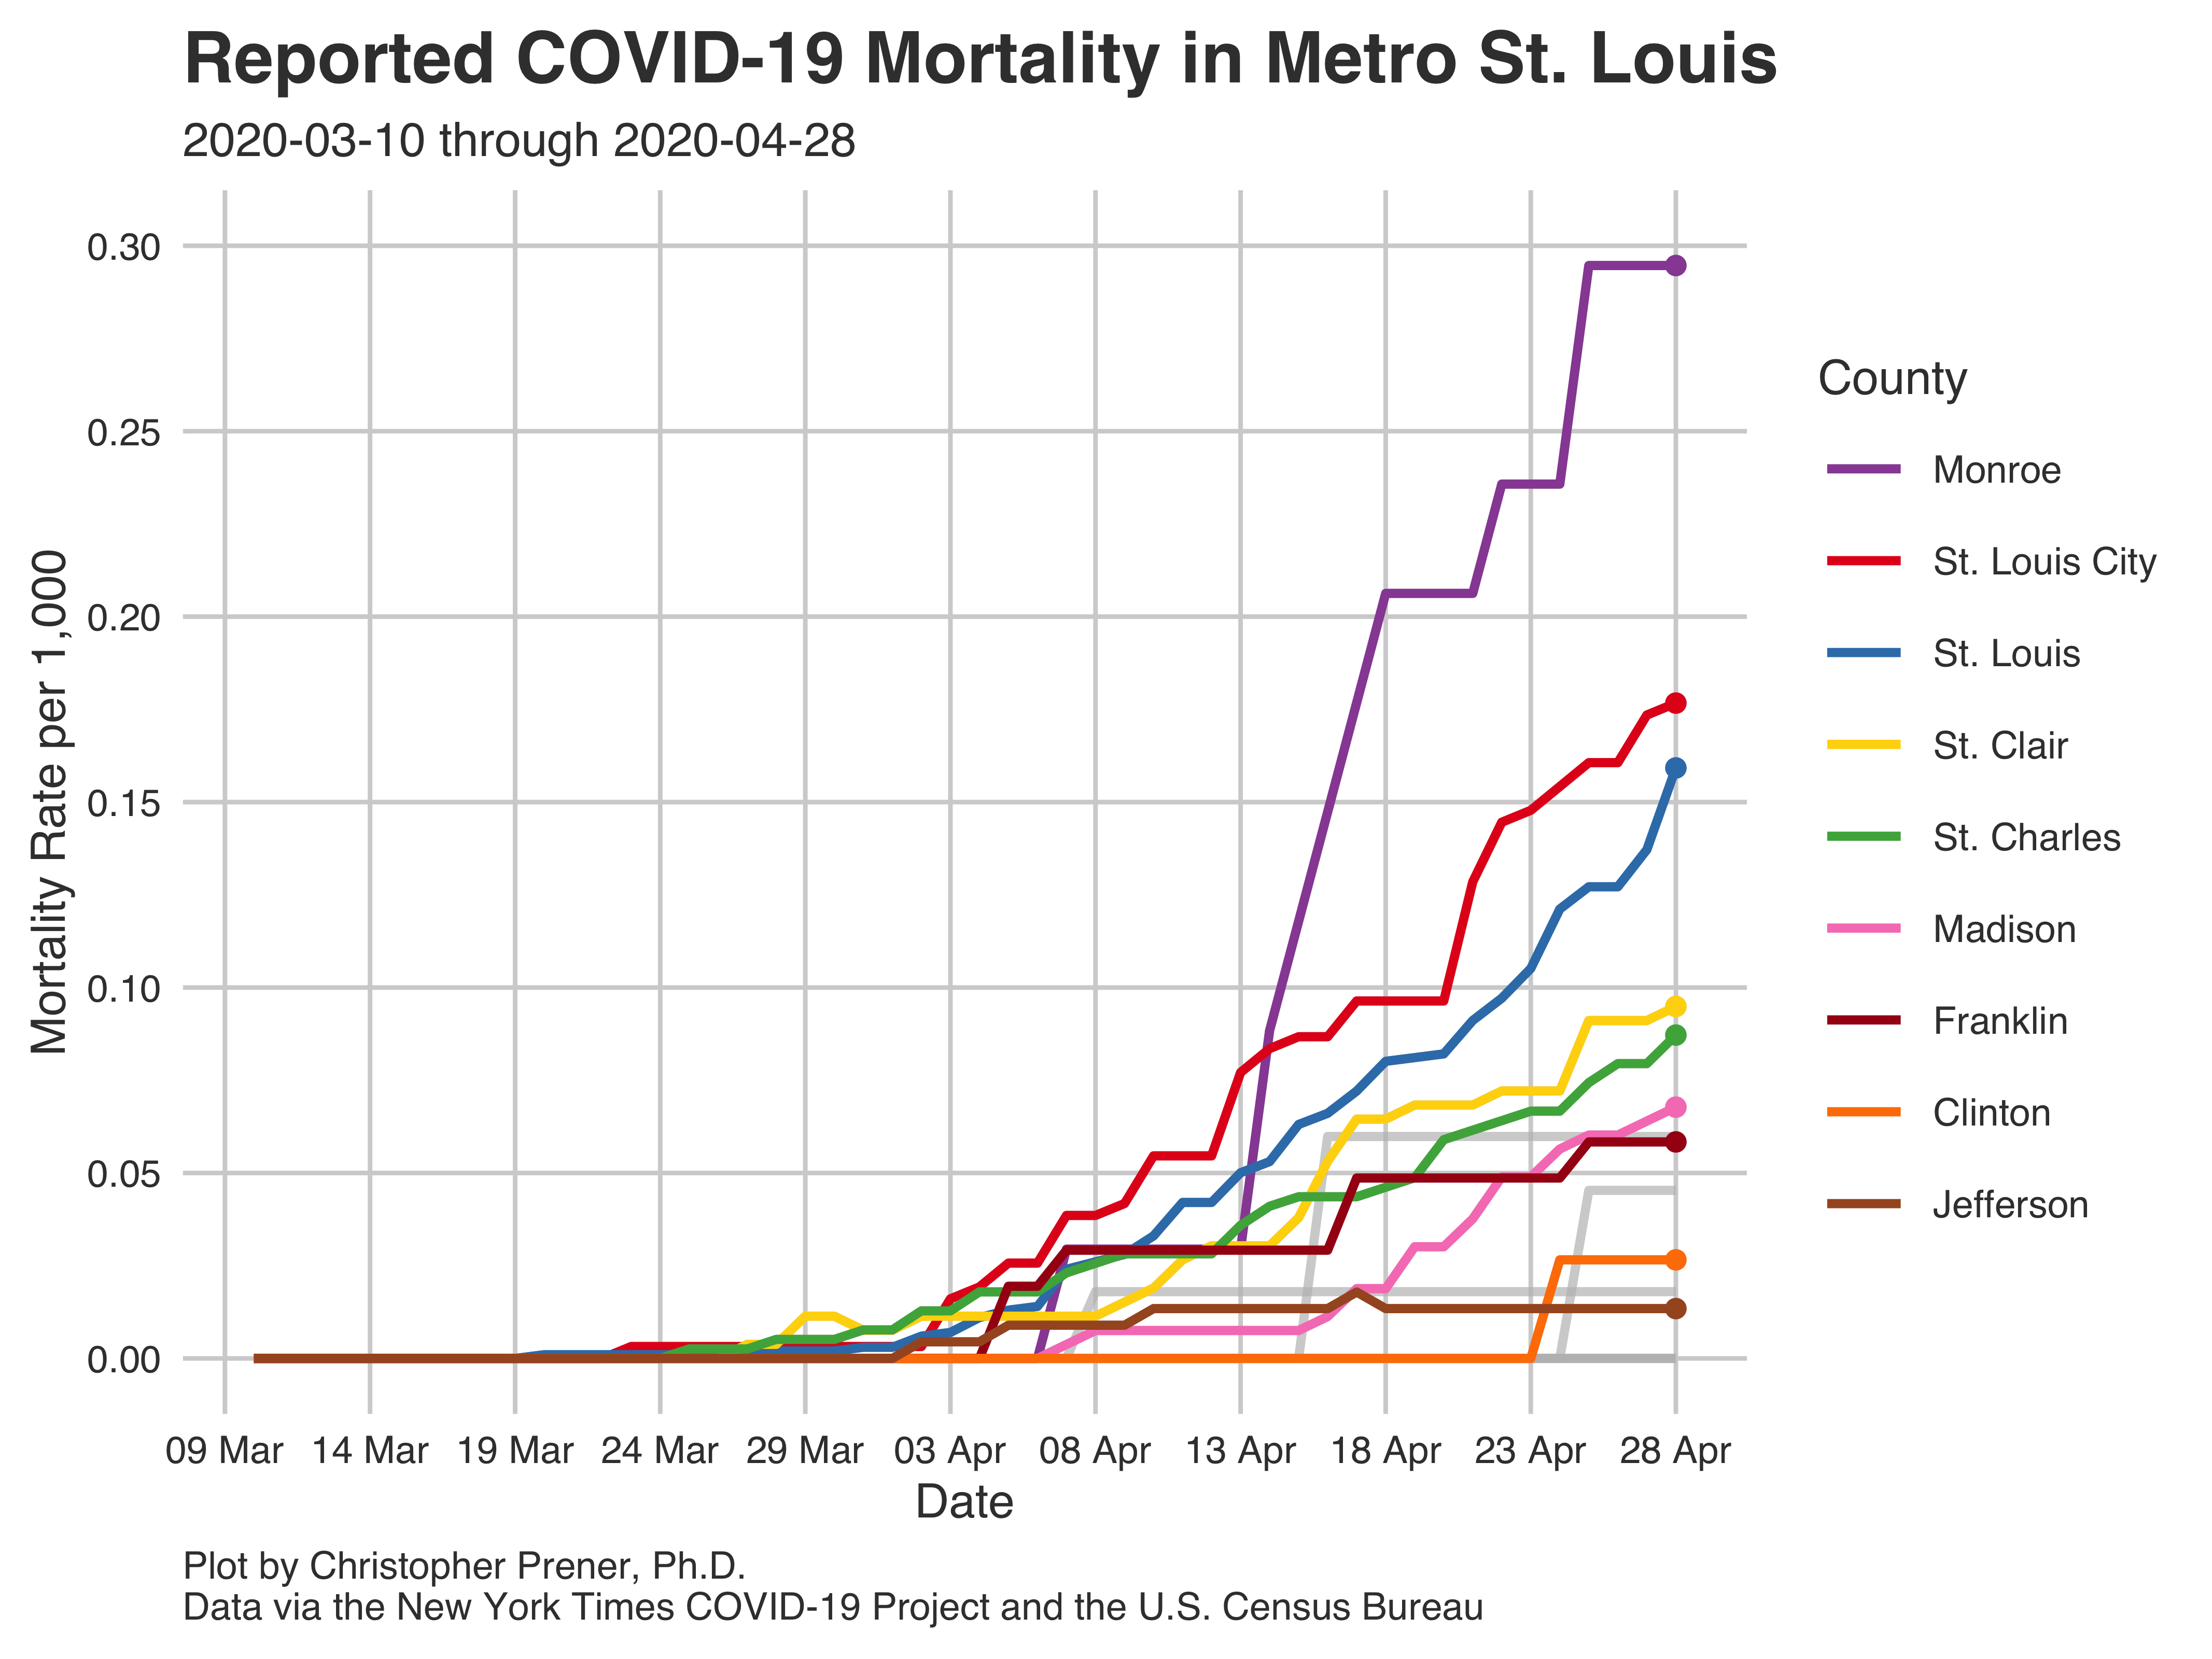 Reported COVID-19 Mortality in Metro St. Louis
2020-03-10 through 2020-04-28
Mortality Rate per 1,000
0.30
0.25
0.20
0.15
0.10
0.05
0.00
09 Mar 14 Mar 19 Mar 24 Mar 29 Mar 03 Apr 08 Apr 13 Apr 18 Apr 23 Apr 28 Apr
Date
County
Monroe
St. Louis City
St. Louis
St. Clair
St. Charles
Madison
Franklin
Clinton
Jefferson
Plot by Christopher Prener, Ph.D.
Data via the New York Times COVID-19 Project and the U.S. Census Bureau